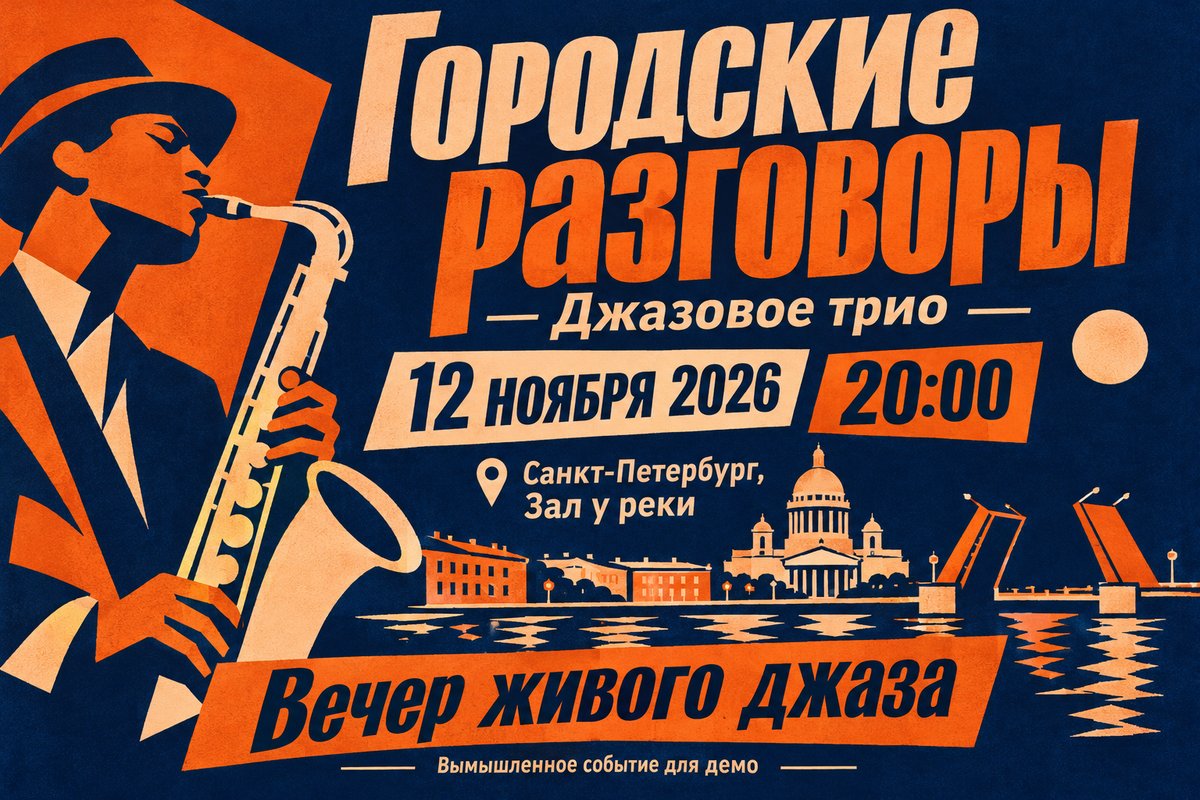 Городские
разговоры
Джазовое трио
12 ноября 2026
20:00
Санкт-Петербург,
Зал у реки
Вечер живого джаза
Вымышленное событие для демо